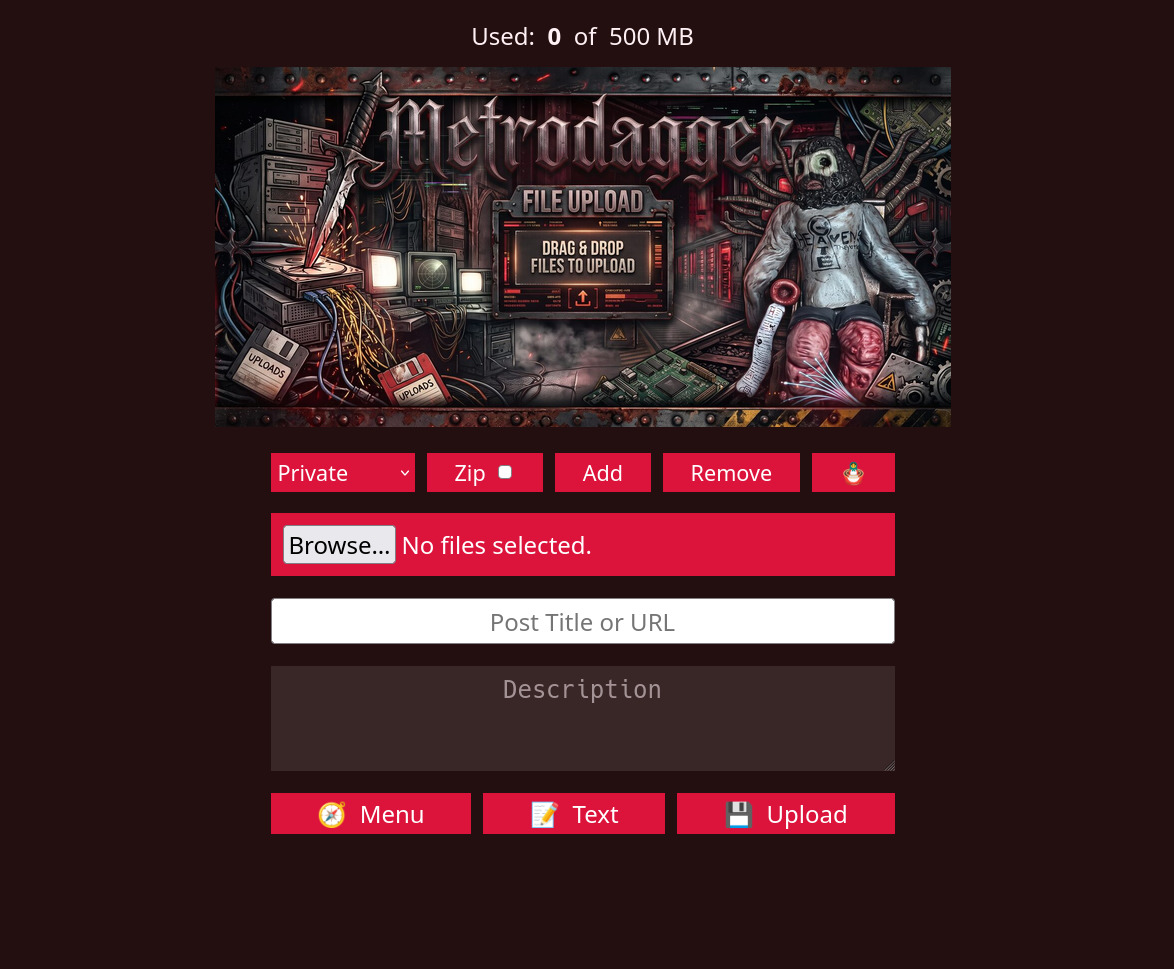 Used: 0 of 500 MB
Metrodagger
FILE UPLOAD
DRAG & DROP
FILES TO UPLOAD
UPLOADS
UPLOADS
Private
Zip
Add
Remove
Browse... No files selected.
Post Title or URL
Description
Menu
Text
Upload